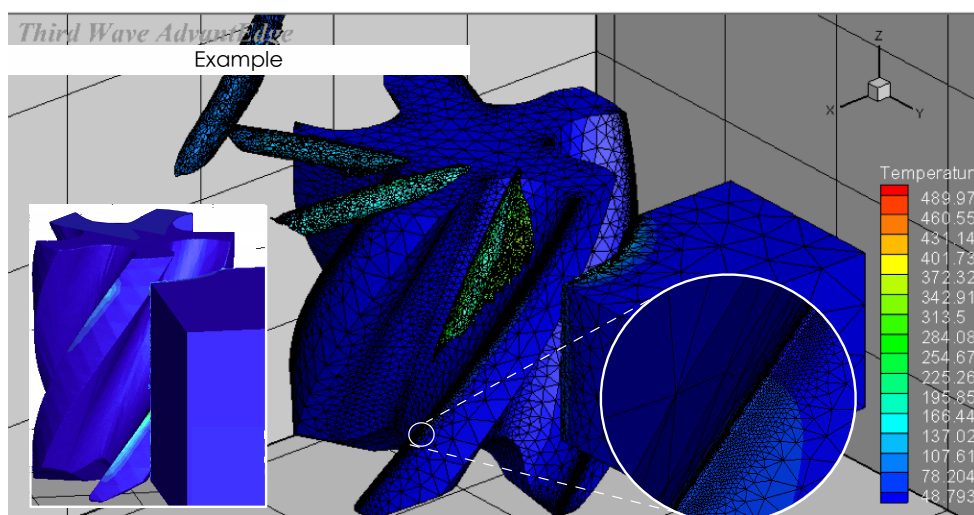 Third Wave AdvantEdge
Example
Z
X
Y
Temperatur
489.97
460.55
431.14
401.73
372.32
342.91
313.5
284.08
254.67
225.26
195.85
166.44
137.02
107.61
78.204
48.793